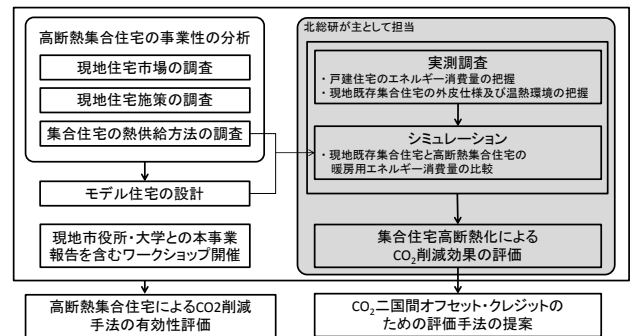 高断熱集合住宅の事業性の分析
現地住宅市場の調査
現地住宅施策の調査
集合住宅の熱供給方法の調査
モデル住宅の設計
現地市役所・大学との本事業
報告を含むワークショップ開催
北総研が主として担当
実測調査
・戸建住宅のエネルギー消費量の把握
・現地既存集合住宅の外皮仕様及び温熱環境の把握
シミュレーション
・現地既存集合住宅と高断熱集合住宅の
暖房用エネルギー消費量の比較
集合住宅高断熱化による
CO₂削減効果の評価
高断熱集合住宅によるCO2削減
手法の有効性評価
CO₂二国間オフセット・クレジットの
ための評価手法の提案